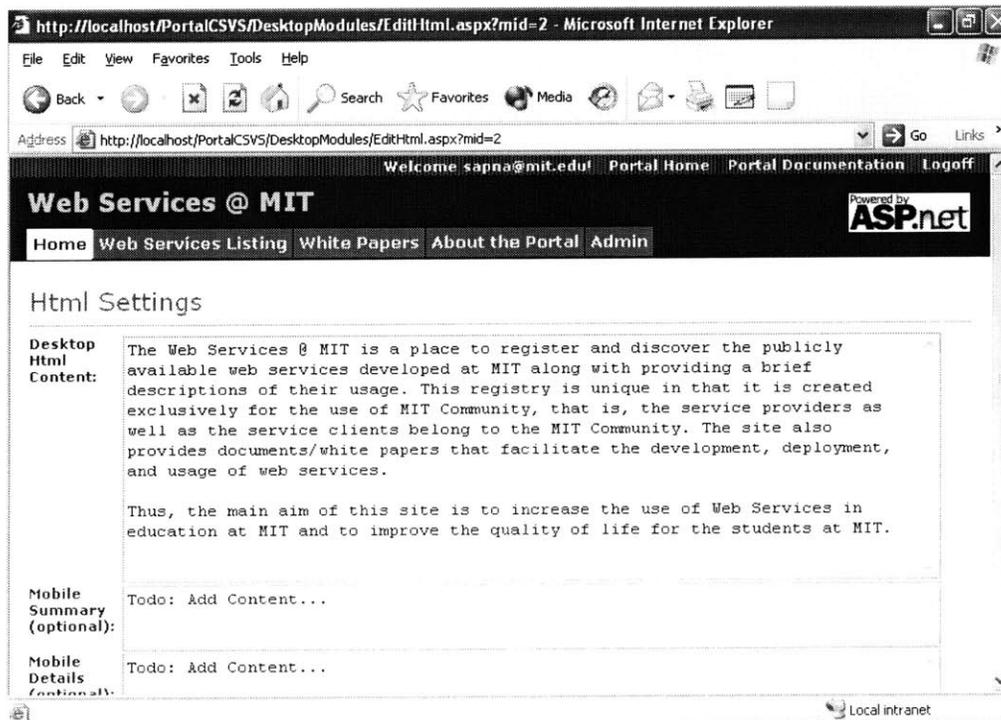 http://localhost/PortalCSVS/DesktopModules/EditHtml.aspx?mid=2 - Microsoft Internet Explorer
File Edit View Favorites Tools Help
Back Search Favorites Media
Address http://localhost/PortalCSVS/DesktopModules/EditHtml.aspx?mid=2 Go Links
Welcome sapna@mit.edu! Portal Home Portal Documentation Logoff
Web Services @ MIT
Powered by
ASP.net
Home Web Services Listing White Papers About the Portal Admin
Html Settings
Desktop
Html
Content:
The Web Services @ MIT is a place to register and discover the publicly
available web services developed at MIT along with providing a brief
descriptions of their usage. This registry is unique in that it is created
exclusively for the use of MIT Community, that is, the service providers as
well as the service clients belong to the MIT Community. The site also
provides documents/white papers that facilitate the development, deployment,
and usage of web services.
Thus, the main aim of this site is to increase the use of Web Services in
education at MIT and to improve the quality of life for the students at MIT.
Mobile
Summary
(optional):
Todo: Add Content...
Mobile
Details
(optional):
Todo: Add Content...
Local intranet